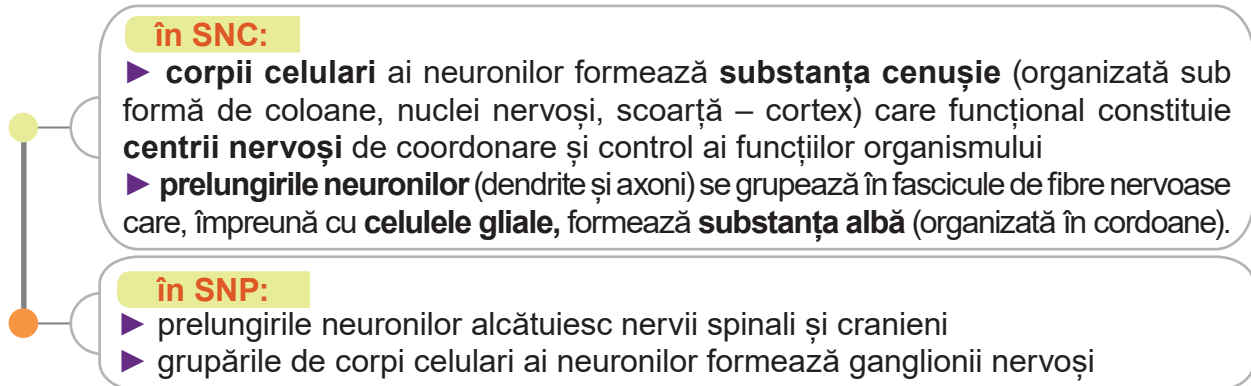 în SNC:
► corpii celulari ai neuronilor formează substanța cenușie (organizată sub
formă de coloane, nuclei nervoși, scoarță – cortex) care funcțional constituie
centrii nervoși de coordonare și control ai funcțiilor organismului
► prelungirile neuronilor (dendrite și axoni) se grupează în fascicule de fibre nervoase
care, împreună cu celulele gliale, formează substanța albă (organizată în cordoane).
în SNP:
► prelungirile neuronilor alcătuiesc nervii spinali și cranieni
► grupările de corpi celulari ai neuronilor formează ganglionii nervoși